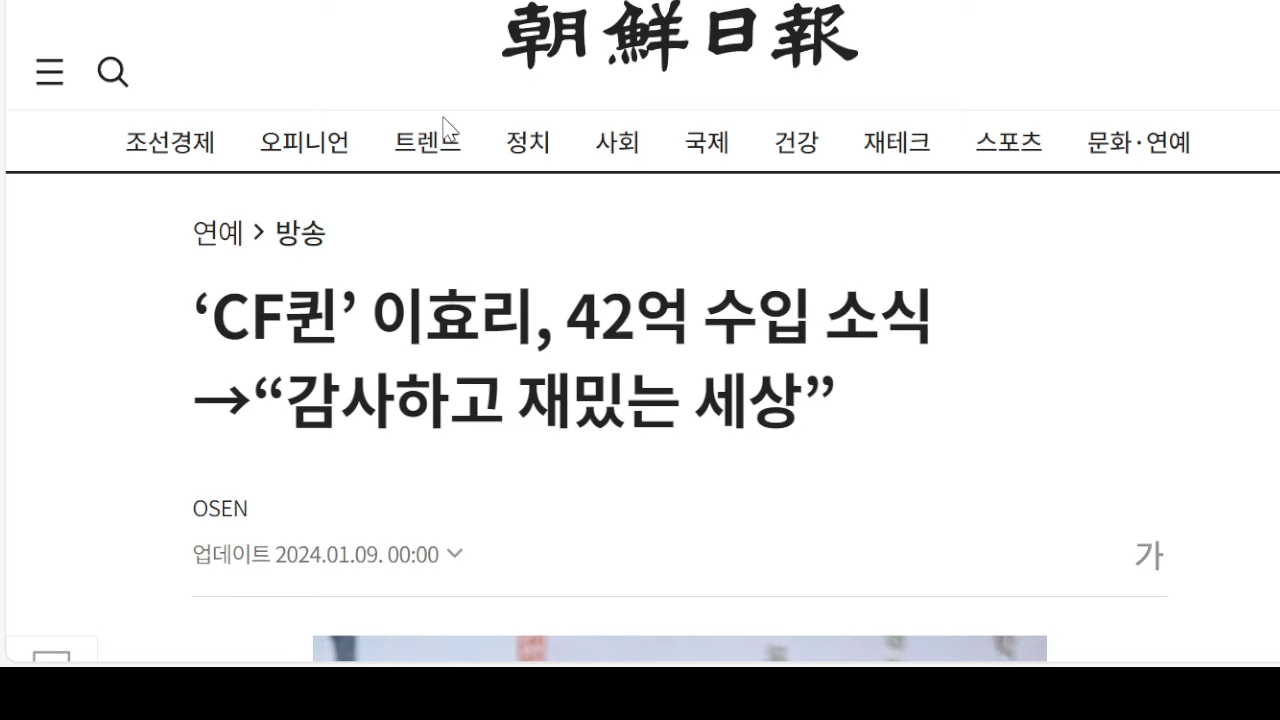 朝鮮日報
조선경제 오피니언 트렌드 정치 사회 국제 건강 재테크 스포츠 문화·연예
연예 > 방송
‘CF퀸’ 이효리, 42억 수입 소식
→“감사하고 재밌는 세상”
OSEN
업데이트 2024.01.09. 00:00
가